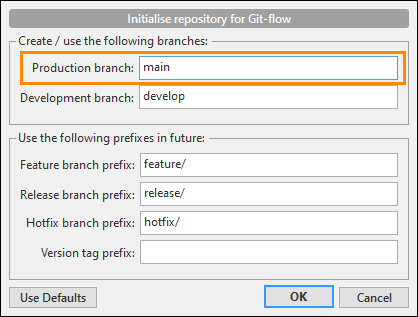 Initialise repository for Git-flow
Create / use the following branches:
Production branch: main
Development branch: develop
Use the following prefixes in future:
Feature branch prefix: feature/
Release branch prefix: release/
Hotfix branch prefix: hotfix/
Version tag prefix:
Use Defaults OK Cancel